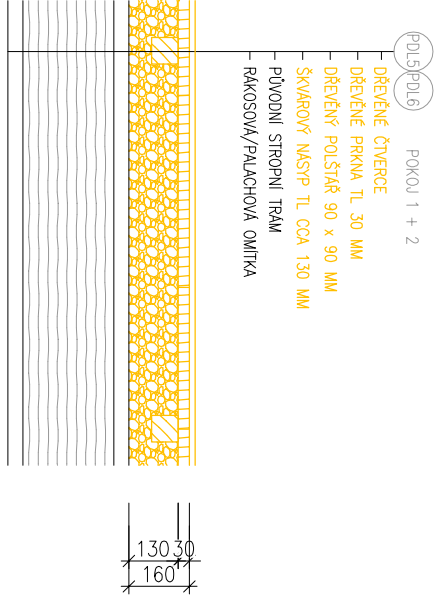 PDL5 PDL6 POKOJ 1 + 2
DŘEVĚNÉ ČTVERCE
DŘEVĚNÉ PRKNA TL 30 MM
DŘEVĚNÝ POLŠTÁŘ 90 x 90 MM
ŠKVÁROVÝ NÁSYP TL CCA 130 MM
PŮVODNÍ STROPNÍ TRÁM
RÁKOSOVÁ/PALACHOVÁ OMÍTKA
130 30
160